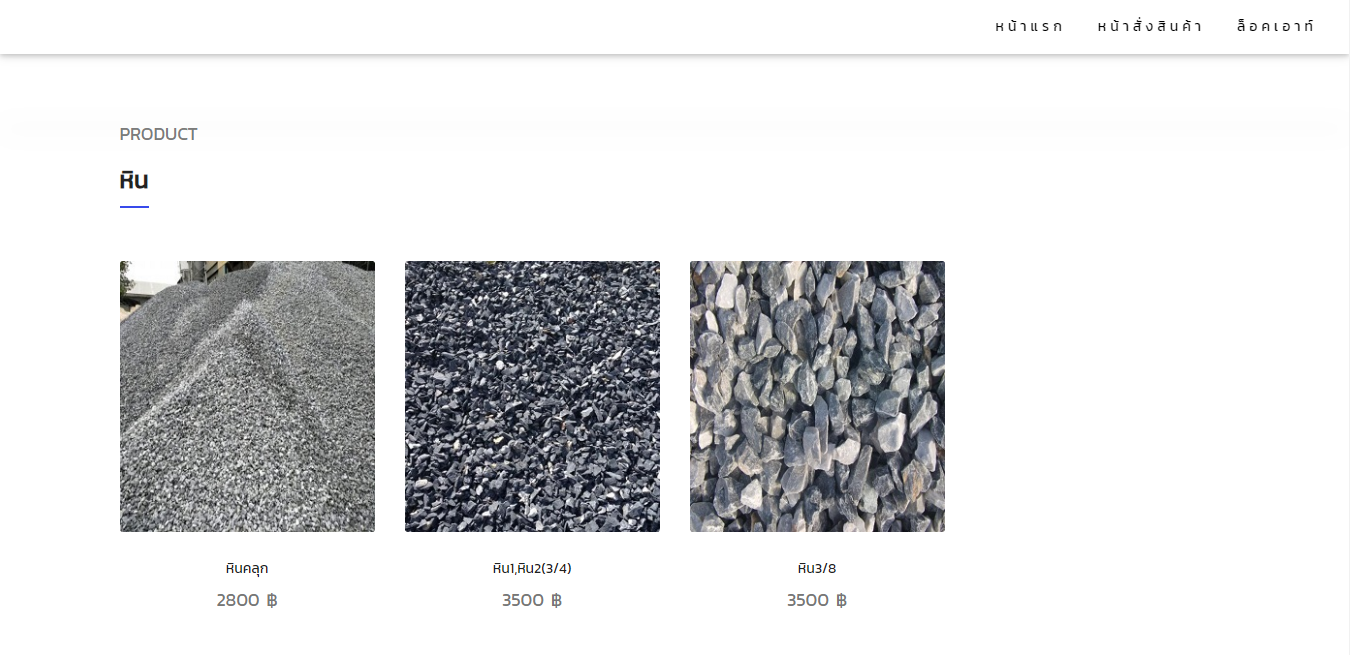 หน้าแรก หน้าสั่งสินค้า ล็อคเอาท์
PRODUCT
หิน
หินคลุก หิน1,หิน2(3/4) หิน3/8
2800 ฿ 3500 ฿ 3500 ฿